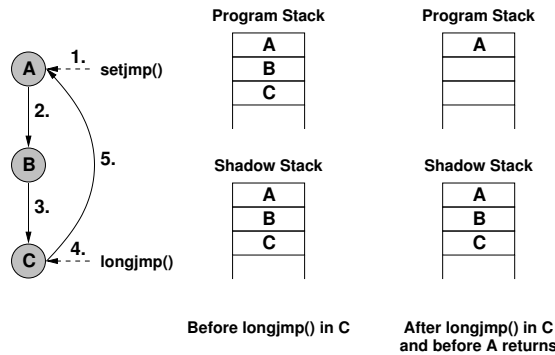 Program Stack
Program Stack
1.
A
setjmp()
A
B
C
A
2.
B
5.
3.
Shadow Stack
Shadow Stack
A
B
C
A
B
C
4.
C
longjmp()
Before longjmp() in C
After longjmp() in C
and before A returns